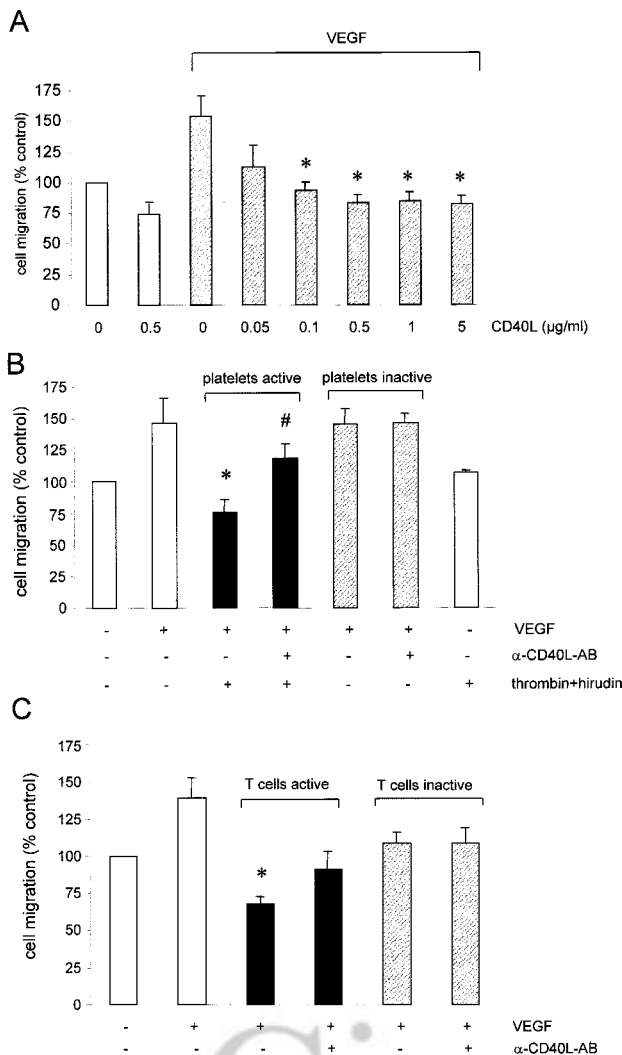 A
VEGF
cell migration (% control)
175
150
125
100
75
50
25
0
*
*
*
*
0 0.5 0 0.05 0.1 0.5 1 5 CD40L (µg/ml)
B
platelets active platelets inactive
cell migration (% control)
175
150
125
100
75
50
25
0
*
#
- + + + + + - VEGF
- - - + - + - α-CD40L-AB
- - + + - - + thrombin+hirudin
C
T cells active T cells inactive
cell migration (% control)
175
150
125
100
75
50
25
0
*
- + + + + + VEGF
- - - + - + α-CD40L-AB